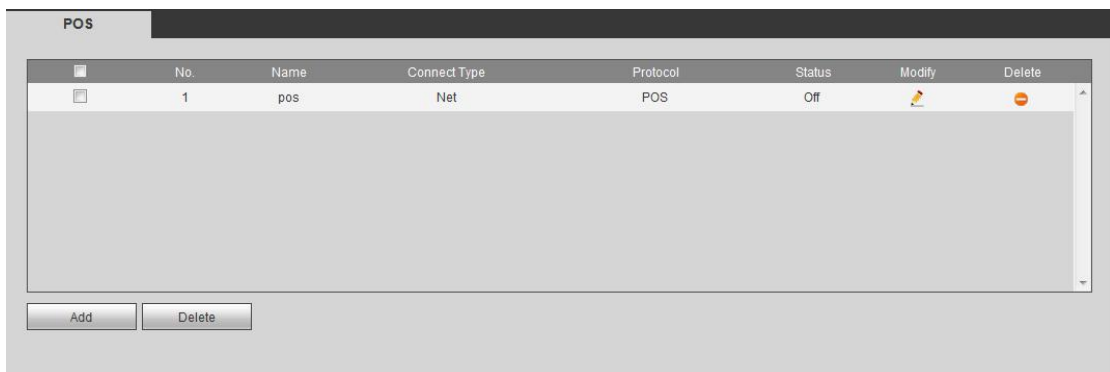 POS
No. Name Connect Type Protocol Status Modify Delete
1 pos Net POS Off
Add Delete